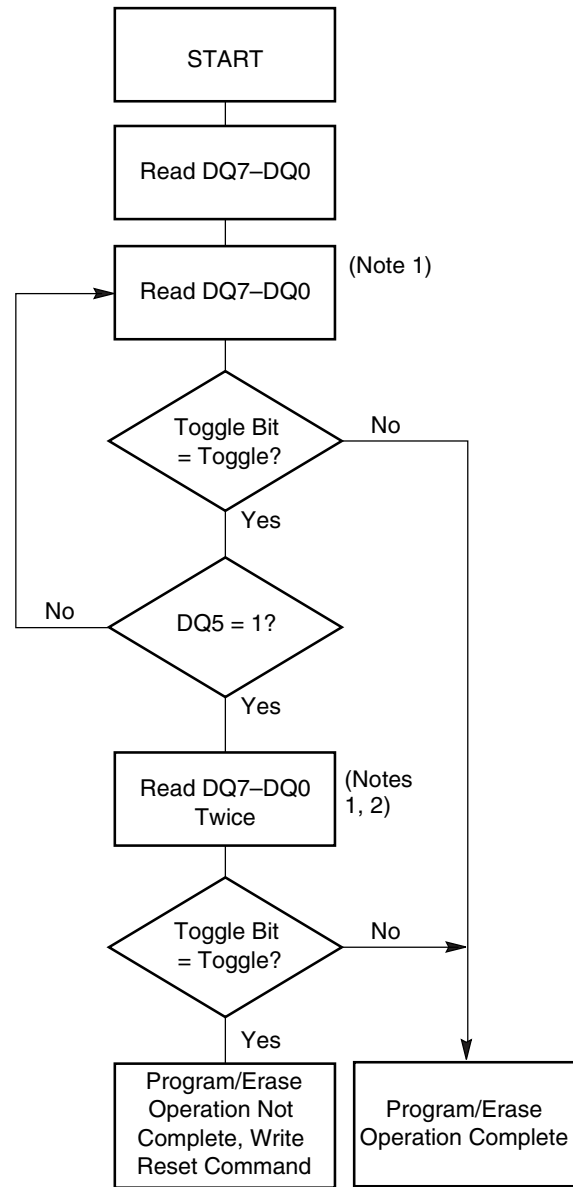 START
Read DQ7–DQ0
Read DQ7–DQ0
(Note 1)
Toggle Bit
= Toggle?
No
Yes
DQ5 = 1?
No
Yes
Read DQ7–DQ0
Twice
(Notes
1, 2)
Toggle Bit
= Toggle?
No
Yes
Program/Erase
Operation Not
Complete, Write
Reset Command
Program/Erase
Operation Complete